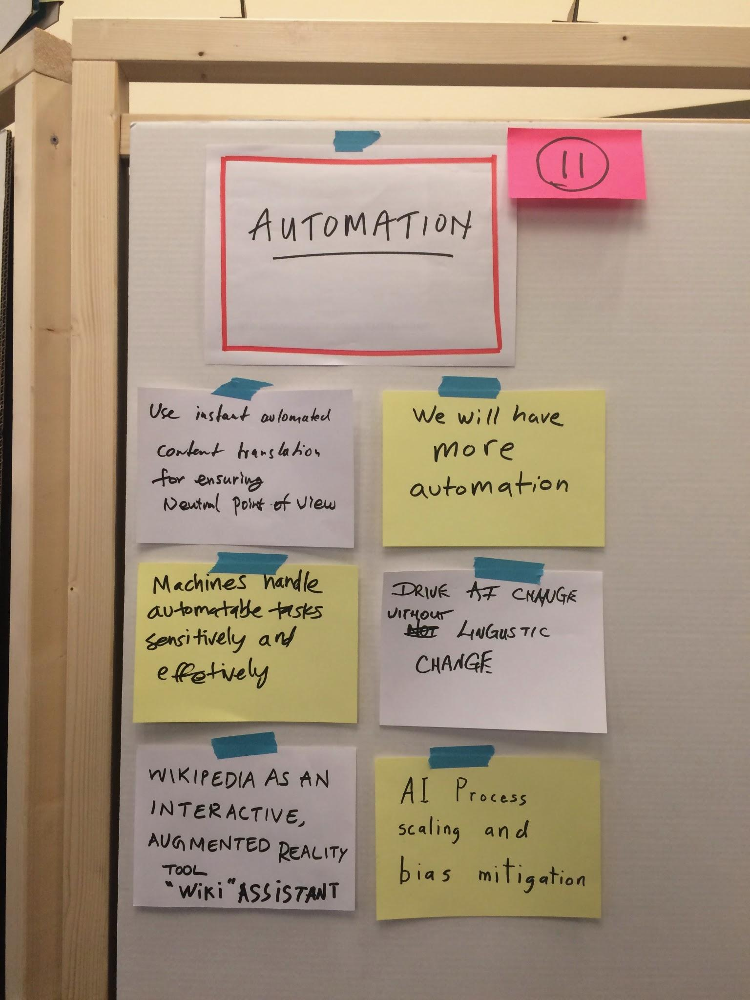 AUTOMATION
11
Use instant automated
content translation
for ensuring
Neutral point of view
We will have
more
automation
Machines handle
automatable tasks
sensitively and
effetively
DRIVE AI CHANGE
WITHOUT
NOT LINGUSTIC
CHANGE
WIKIPEDIA AS AN
INTERACTIVE,
AUGMENTED REALITY
TOOL
"Wiki" ASSiSTANT
AI Process
scaling and
bias mitigation